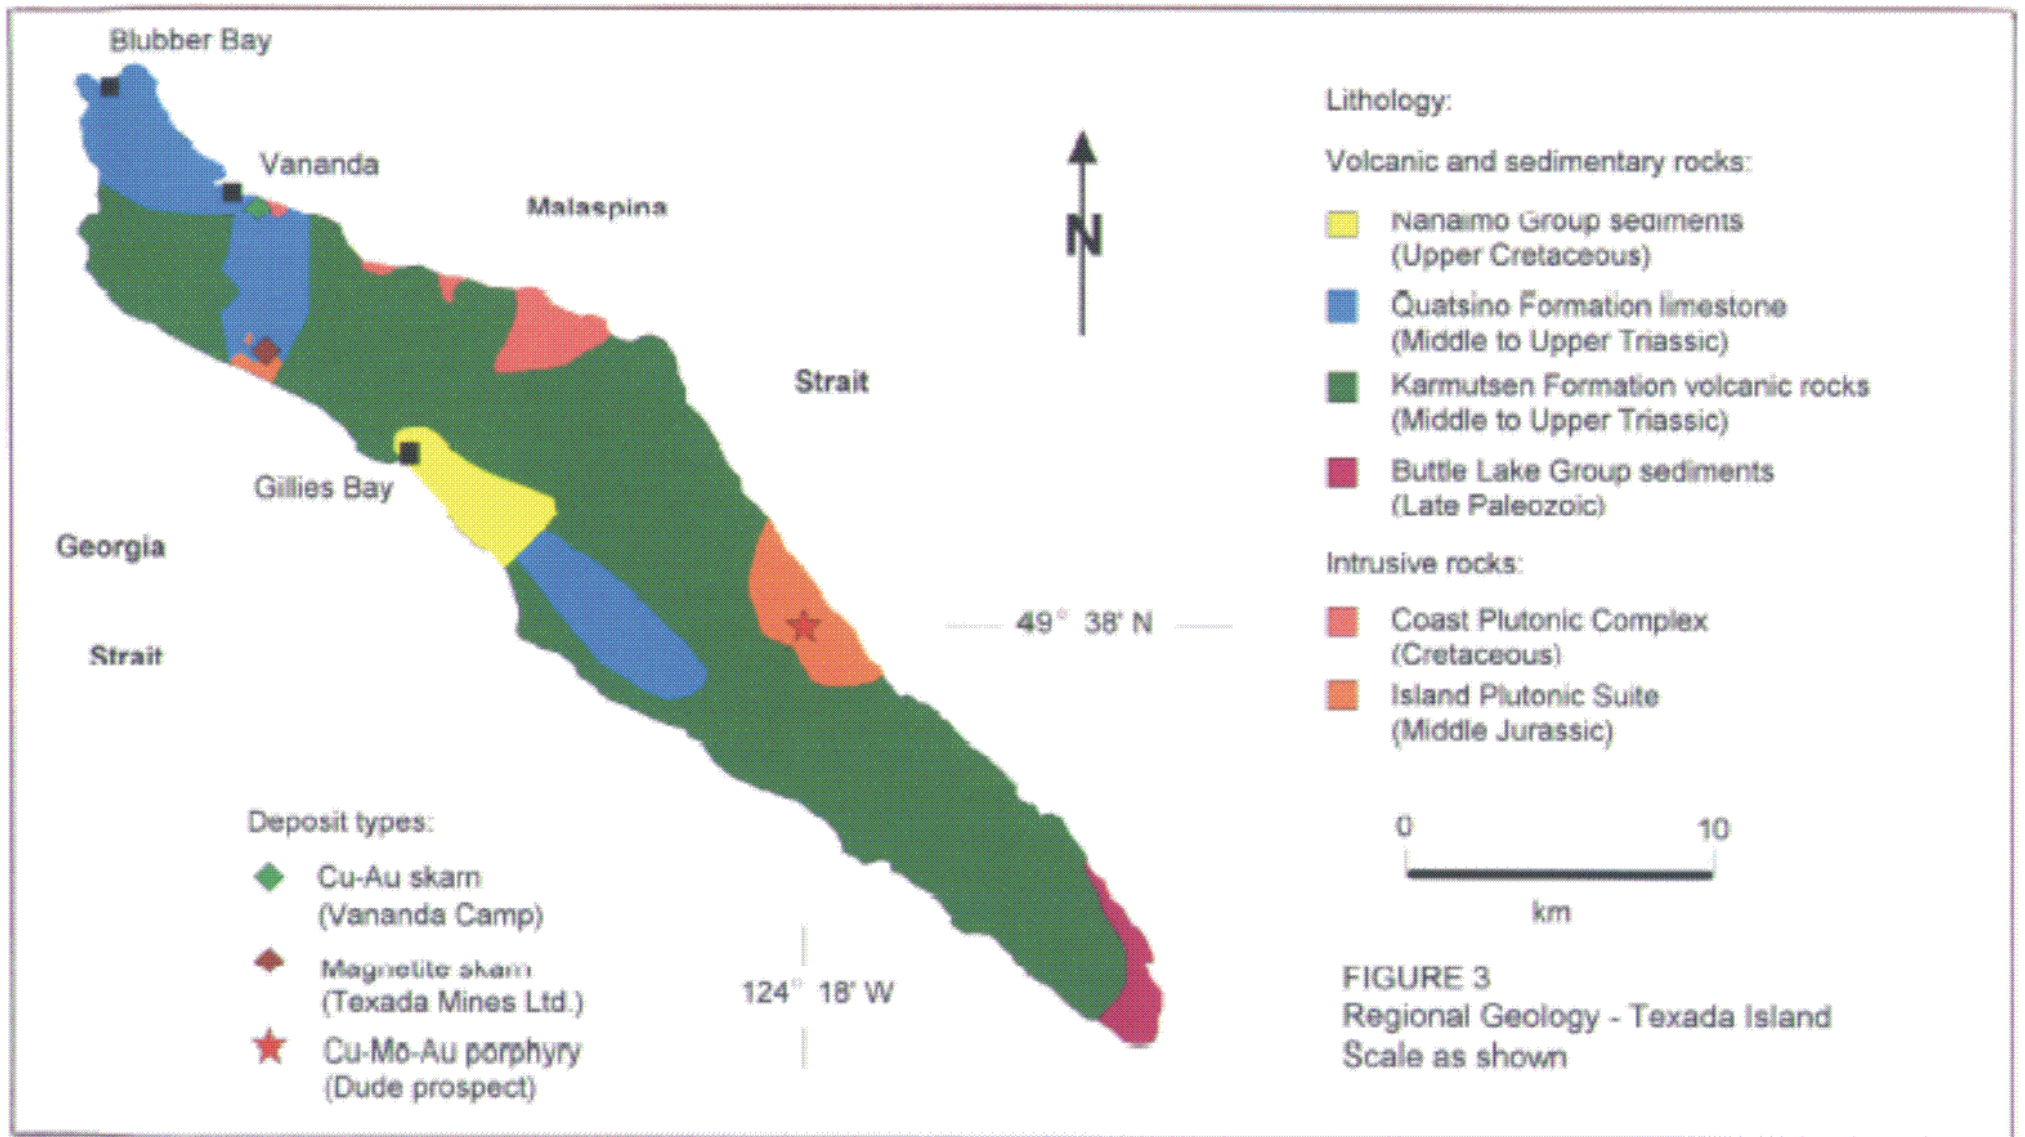 Blubber Bay
Vananda
Malaspina
Strait
N
Gillies Bay
Georgia
Strait
49° 38' N
124° 18' W
Deposit types:
Cu-Au skarn
(Vananda Camp)
Magnetite skarn
(Texada Mines Ltd.)
Cu-Mo-Au porphyry
(Dude prospect)
Lithology:
Volcanic and sedimentary rocks:
Nanaimo Group sediments
(Upper Cretaceous)
Quatsino Formation limestone
(Middle to Upper Triassic)
Karmutsen Formation volcanic rocks
(Middle to Upper Triassic)
Buttle Lake Group sediments
(Late Paleozoic)
Intrusive rocks:
Coast Plutonic Complex
(Cretaceous)
Island Plutonic Suite
(Middle Jurassic)
0 10
km
FIGURE 3
Regional Geology - Texada Island
Scale as shown